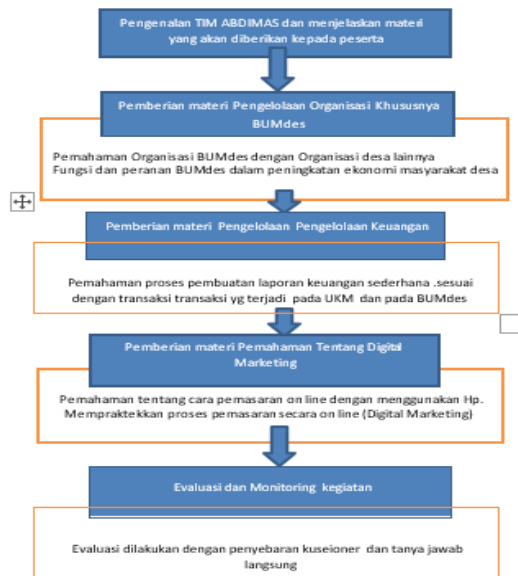 Pengenalan TIM ABDIMAS dan menjelaskan materi
yang akan diberikan kepada peserta
Pemberian materi Pengelolaan Organisasi Khususnya
BUMdes
Pemahaman Organisasi BUMdes dengan Organisasi desa lainnya
Fungsi dan peranan BUMdes dalam peningkatan ekonomi masyarakat desa
Pemberian materi Pengelolaan Pengelolaan Keuangan
Pemahaman proses pembuatan laporan keuangan sederhana .sesuai
dengan transaksi transaksi yg terjadi pada UKM dan pada BUMdes
Pemberian materi Pemahaman Tentang Digital
Marketing
Pemahaman tentang cara pemasaran on line dengan menggunakan Hp.
Mempraktekkan proses pemasaran secara on line (Digital Marketing)
Evaluasi dan Monitoring kegiatan
Evaluasi dilakukan dengan penyebaran kuseioner dan tanya jawab
langsung